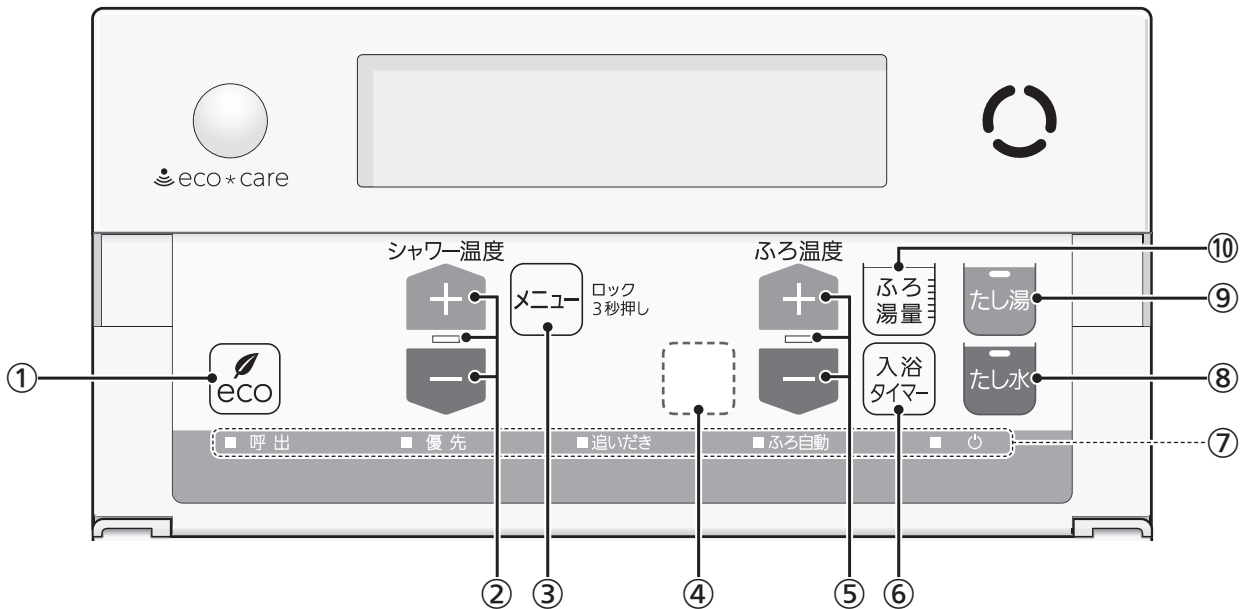 eco*care
シャワー温度
ふろ温度
⑩
+
メニュー
ロック
3秒押し
+
ふろ
湯量
たし湯
⑨
①
eco
−
−
入浴
タイマー
たし水
⑧
呼出 優先 追いだき ふろ自動
⑦
② ③ ④ ⑤ ⑥